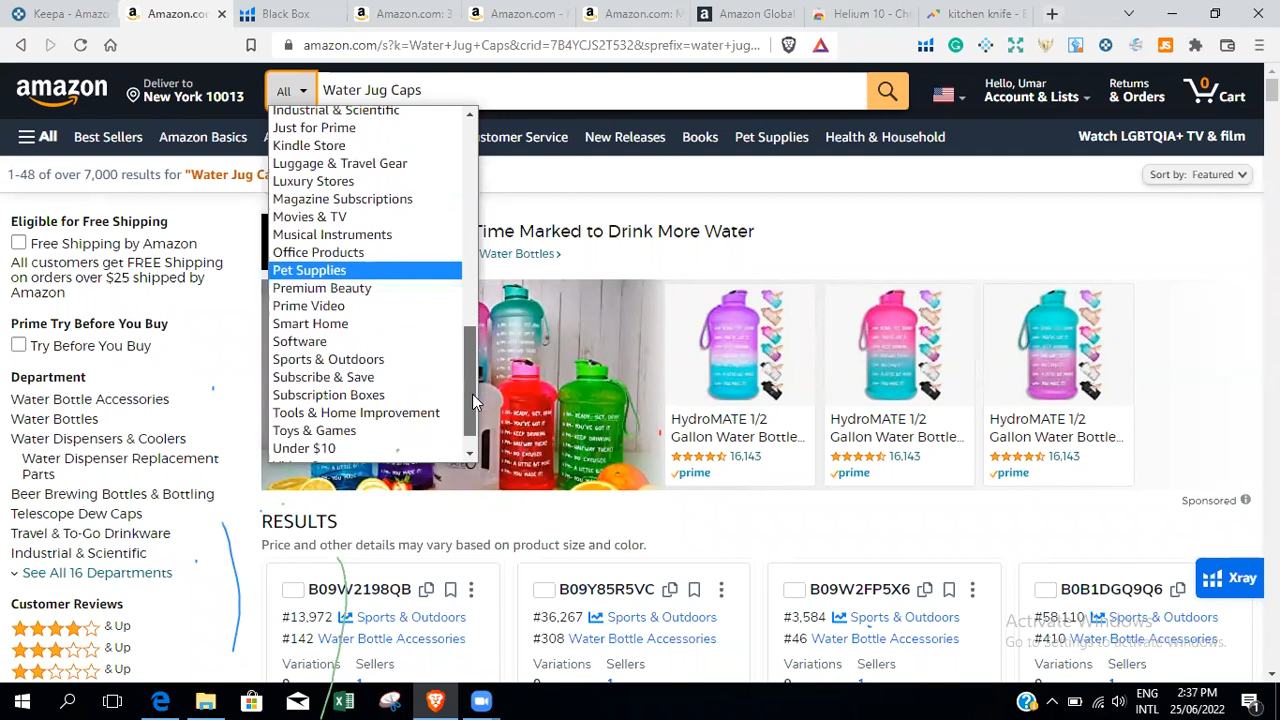 Keepa - Amazo
Amazon.com:
Black Box
Amazon.com: B
Amazon.com -
Amazon.com: M
Amazon Global
Helium 10 - Ch
kitchen knife - E
amazon.com/s?k=Water+Jug+Caps&crid=7B4YCJS2T532&sprefix=water+jug...
amazon
Deliver to
New York 10013
All
Water Jug Caps
Hello, Umar
Account & Lists
Returns
& Orders
0
Cart
All
Best Sellers
Amazon Basics
Customer Service
New Releases
Books
Pet Supplies
Health & Household
Watch LGBTQIA+ TV & film
1-48 of over 7,000 results for "Water Jug Ca
Sort by: Featured
Industrial & Scientific
Just for Prime
Kindle Store
Luggage & Travel Gear
Luxury Stores
Magazine Subscriptions
Movies & TV
Musical Instruments
Office Products
Pet Supplies
Premium Beauty
Prime Video
Smart Home
Software
Sports & Outdoors
Subscribe & Save
Subscription Boxes
Tools & Home Improvement
Toys & Games
Under $10
Eligible for Free Shipping
Free Shipping by Amazon
All customers get FREE Shipping
on orders over $25 shipped by
Amazon
Prime Try Before You Buy
Try Before You Buy
Department
Water Bottle Accessories
Water Bottles
Water Dispensers & Coolers
Water Dispenser Replacement
Parts
Beer Brewing Bottles & Bottling
Telescope Dew Caps
Travel & To-Go Drinkware
Industrial & Scientific
See All 16 Departments
Customer Reviews
& Up
& Up
& Up
Time Marked to Drink More Water
Water Bottles ›
HydroMATE 1/2
Gallon Water Bottle...
16,143
prime
HydroMATE 1/2
Gallon Water Bottle...
16,143
prime
HydroMATE 1/2
Gallon Water Bottle...
16,143
prime
Sponsored
RESULTS
Price and other details may vary based on product size and color.
B09W2198QB
#13,972 Sports & Outdoors
#142 Water Bottle Accessories
Variations Sellers
B09Y85R5VC
#36,267 Sports & Outdoors
#308 Water Bottle Accessories
Variations Sellers
B09W2FP5X6
#3,584 Sports & Outdoors
#46 Water Bottle Accessories
Variations Sellers
B0B1DGQ9Q6
#58,110 Sports & Outdoors
#410 Water Bottle Accessories
Variations Sellers
Xray
Activate Windows
Go to Settings to activate Windows.
ENG
INTL
2:37 PM
25/06/2022
1